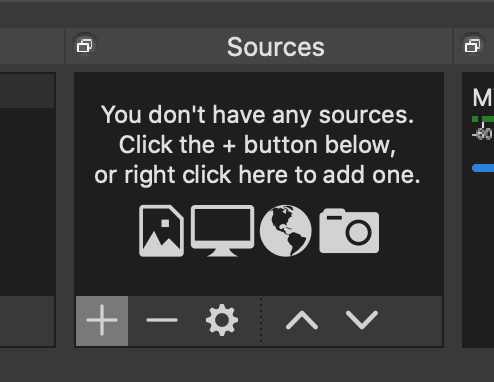 Sources
You don't have any sources.
Click the + button below,
or right click here to add one.
M
-60